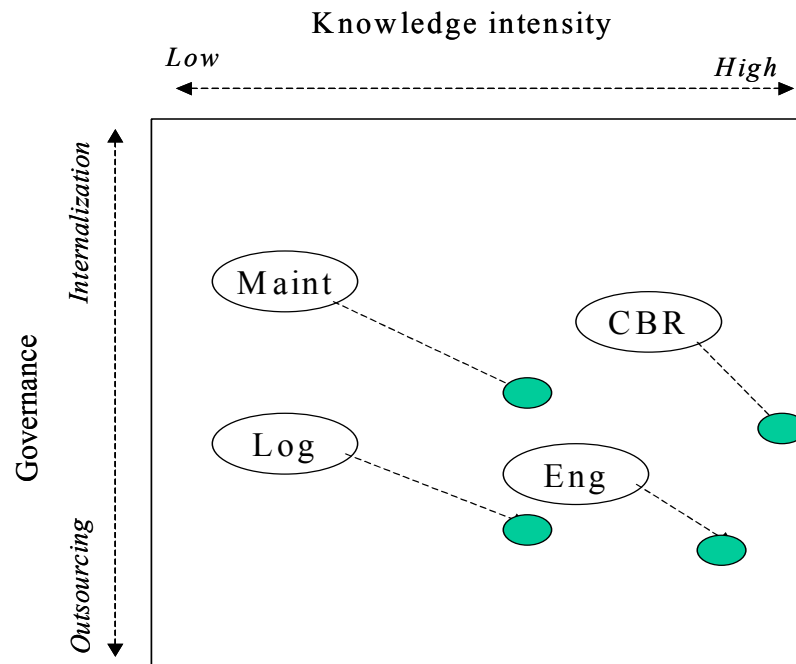 Knowledge intensity
Low
High
Internalization
Governance
Outsourcing
Maint
CBR
Log
Eng